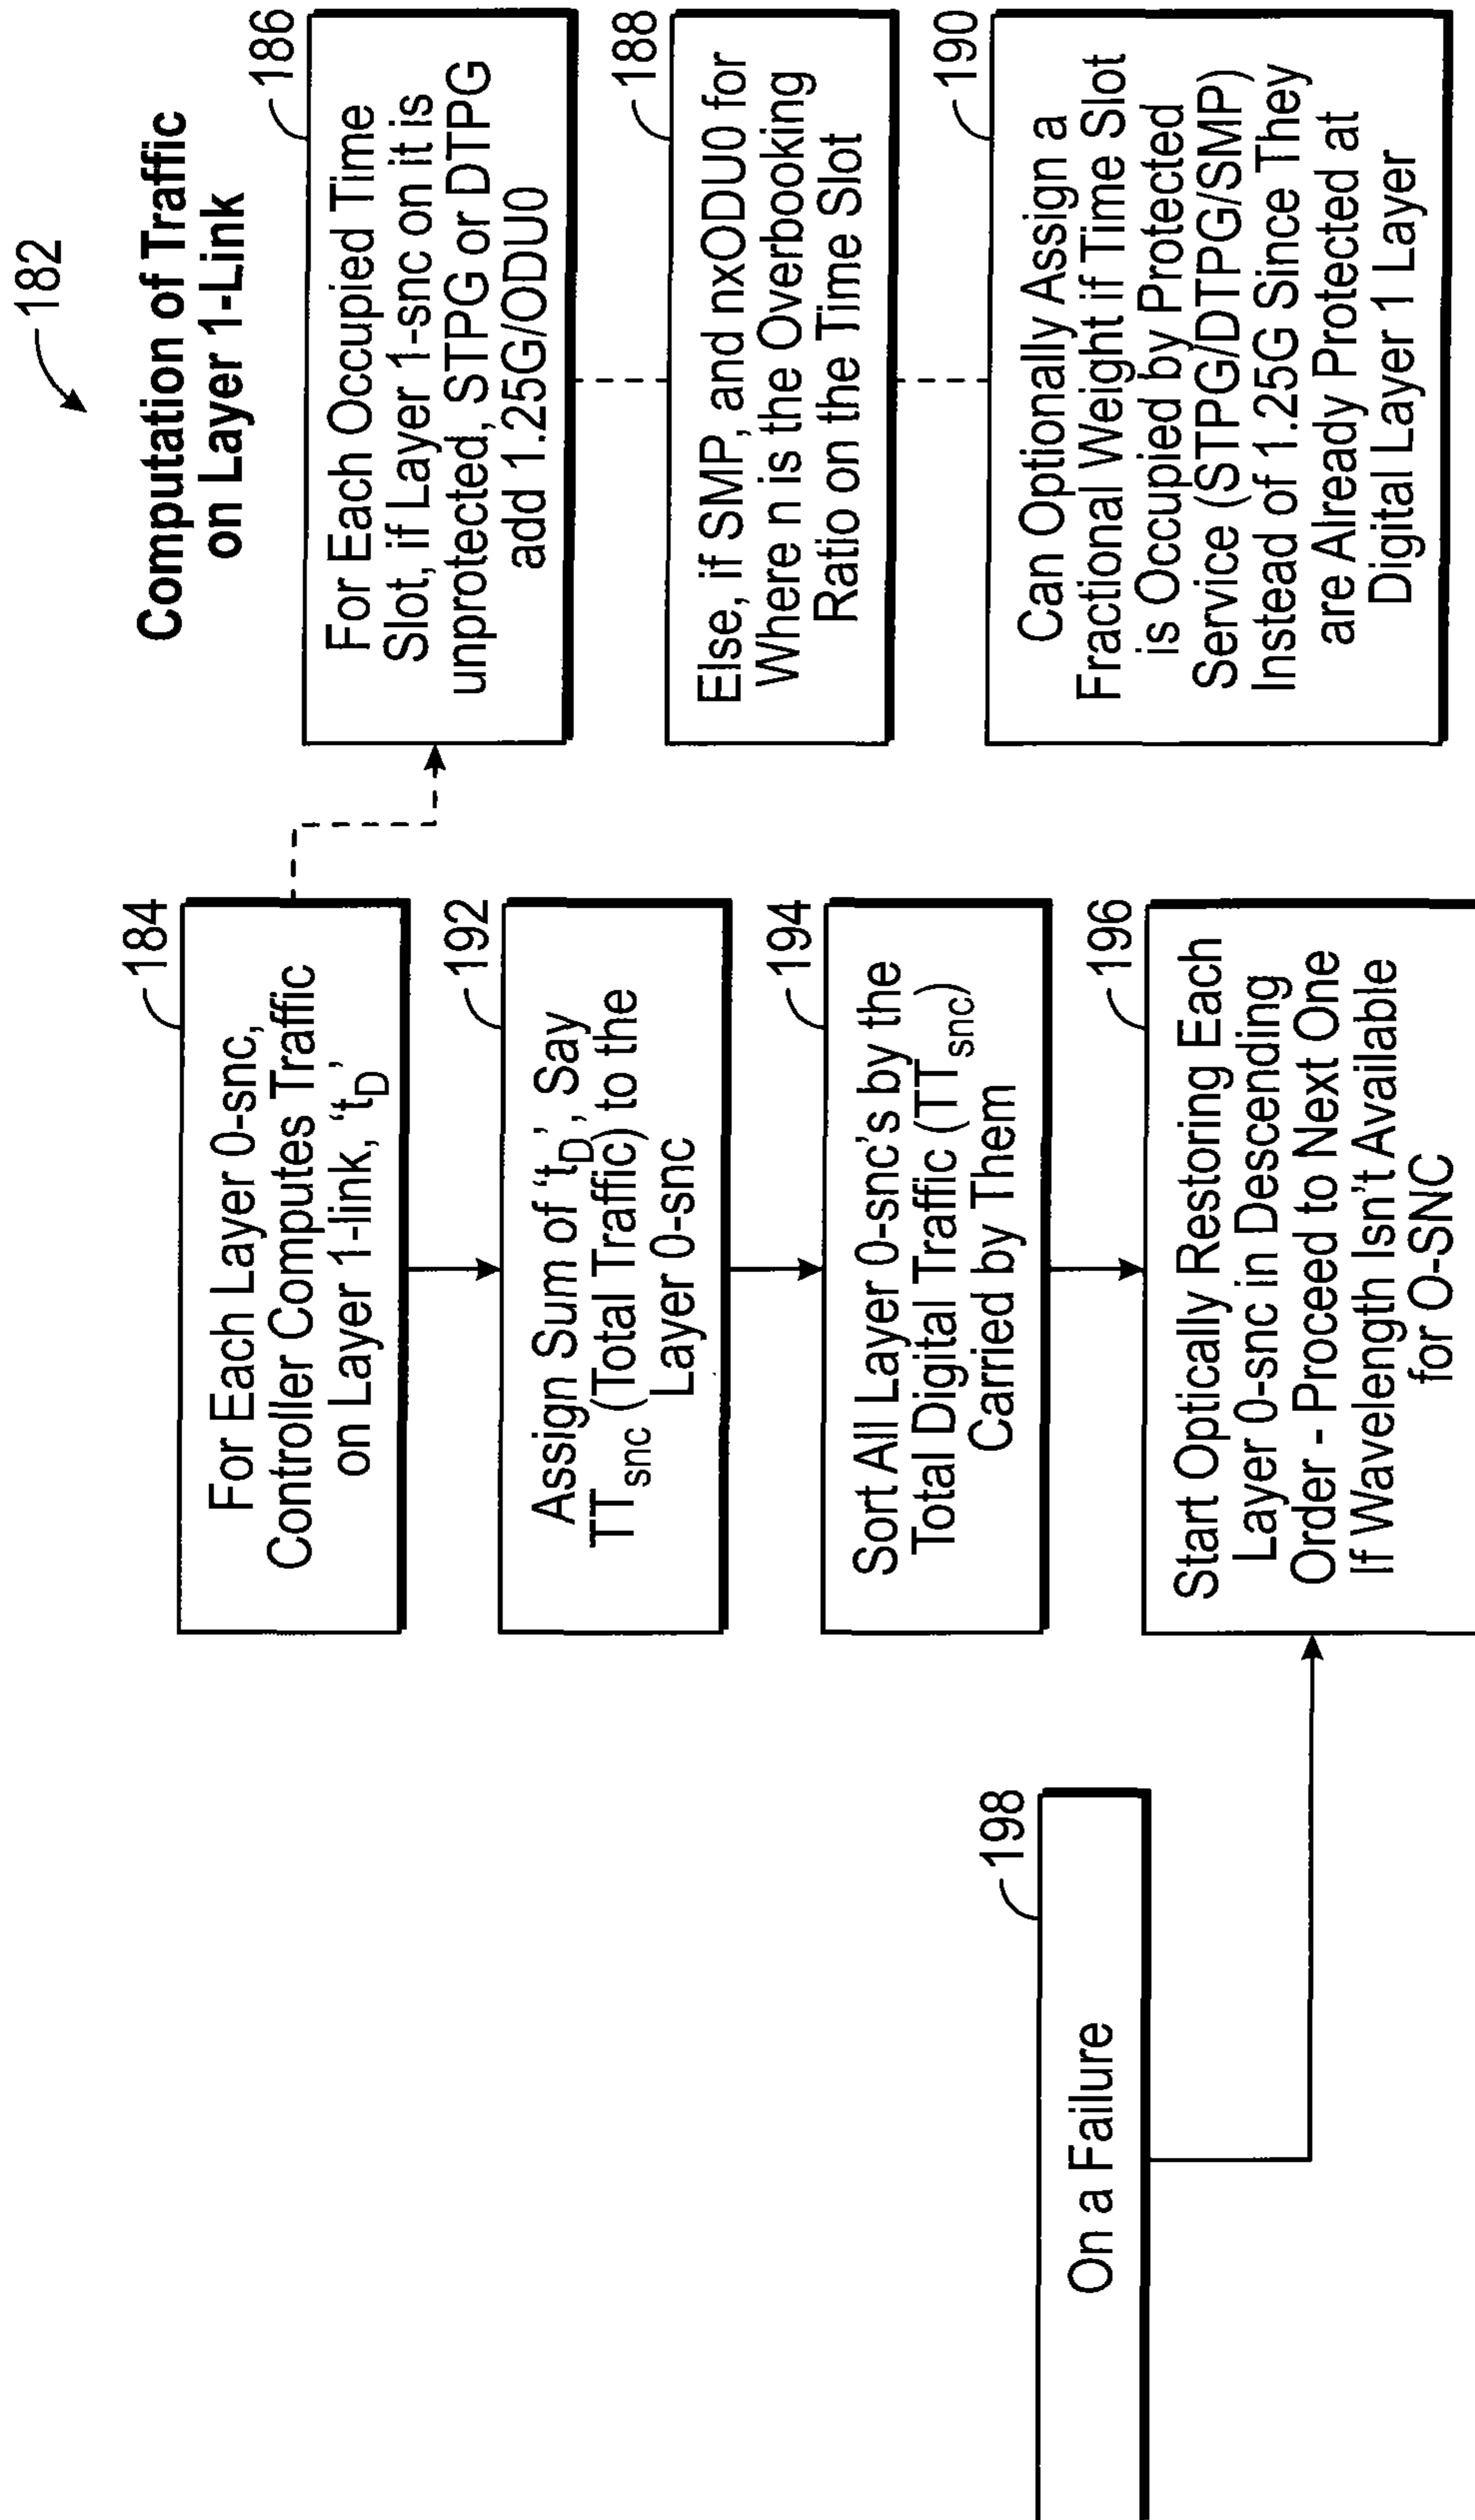 182
184
For Each Layer 0-snc,
Controller Computes Traffic
on Layer 1-link, 'tD'
192
Assign Sum of 'tD', Say
TTsnc (Total Traffic) to the
Layer 0-snc
194
Sort All Layer 0-snc's by the
Total Digital Traffic (TTsnc)
Carried by Them
196
Start Optically Restoring Each
Layer 0-snc in Descending
Order - Proceed to Next One
If Wavelength Isn't Available
for O-SNC
198
On a Failure
Computation of Traffic
on Layer 1-Link
186
For Each Occupied Time
Slot, if Layer 1-snc on it is
unprotected, STPG or DTPG
add 1.25G/ODU0
188
Else, if SMP, and nxODU0 for
Where n is the Overbooking
Ratio on the Time Slot
190
Can Optionally Assign a
Fractional Weight if Time Slot
is Occupied by Protected
Service (STPG/DTPG/SMP)
Instead of 1.25G Since They
are Already Protected at
Digital Layer 1 Layer